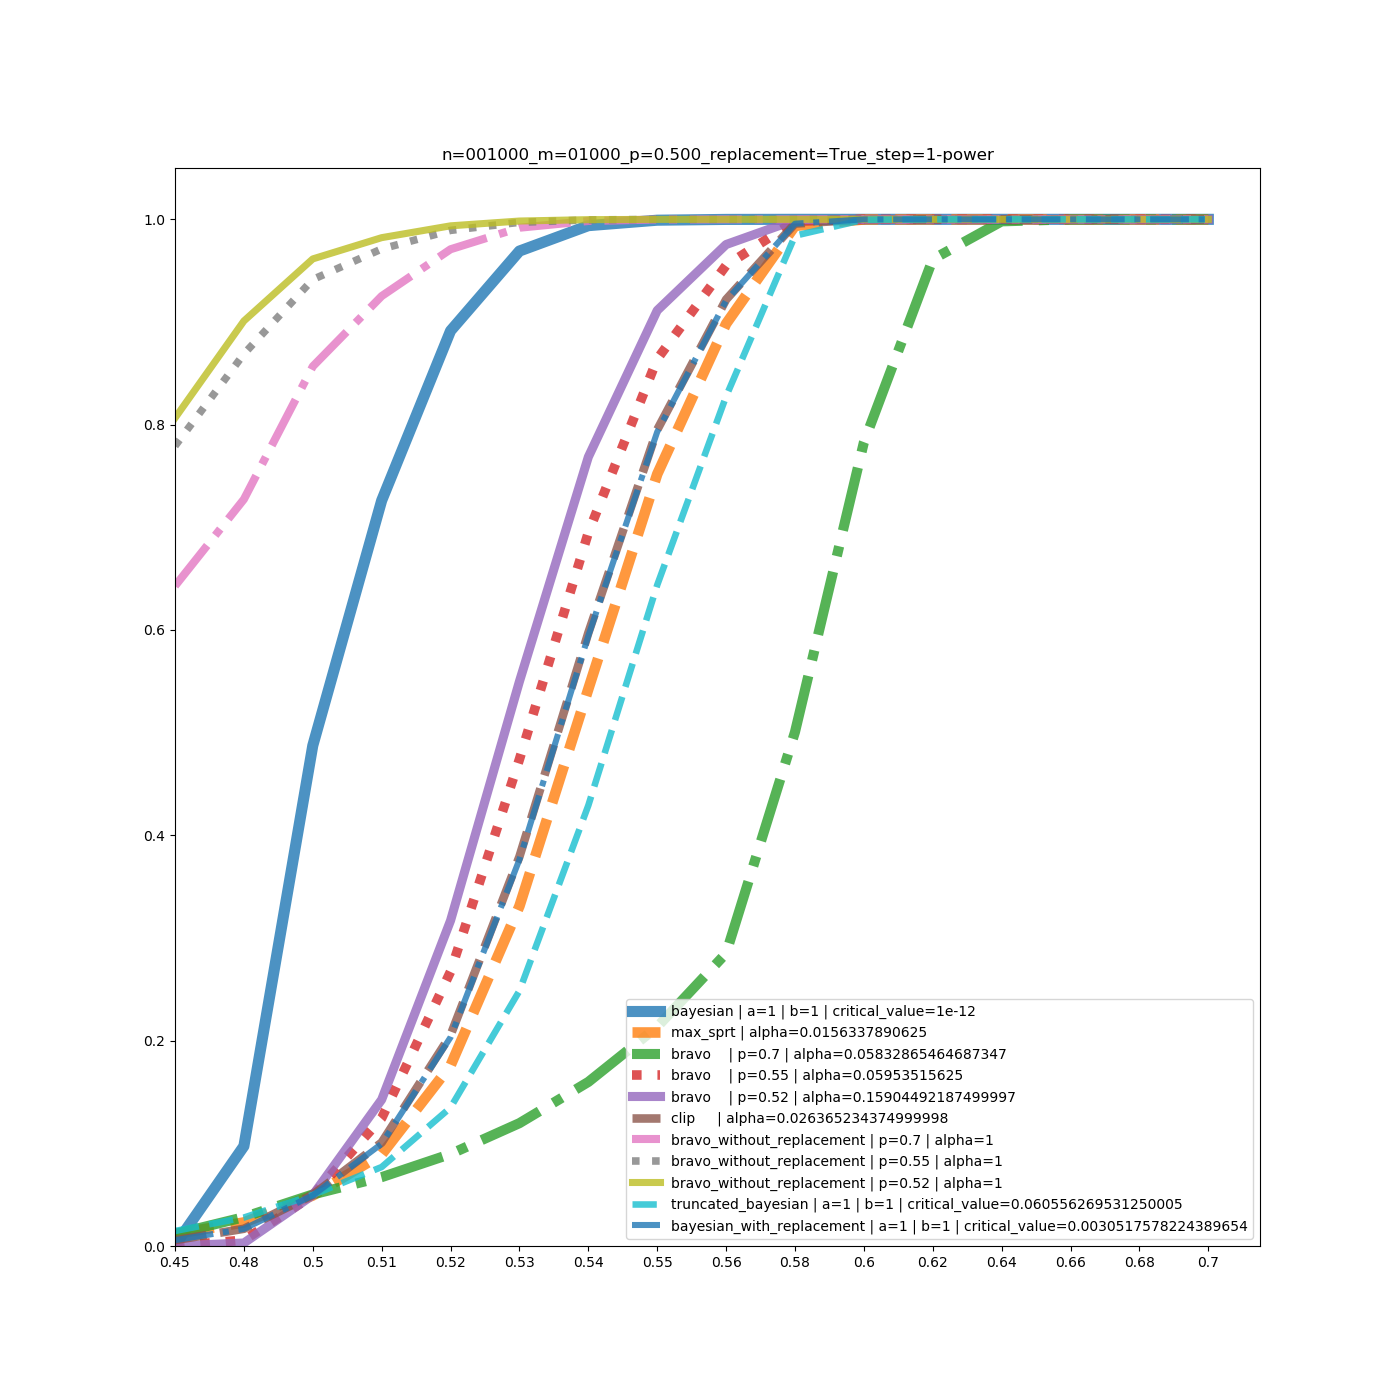 n=001000_m=01000_p=0.500_replacement=True_step=1-power
1.0
0.8
0.6
0.4
0.2
0.0
bayesian | a=1 | b=1 | critical_value=1e-12
max_sprt | alpha=0.0156337890625
bravo    | p=0.7 | alpha=0.05832865464687347
bravo    | p=0.55 | alpha=0.05953515625
bravo    | p=0.52 | alpha=0.15904492187499997
clip     | alpha=0.026365234374999998
bravo_without_replacement | p=0.7 | alpha=1
bravo_without_replacement | p=0.55 | alpha=1
bravo_without_replacement | p=0.52 | alpha=1
truncated_bayesian | a=1 | b=1 | critical_value=0.060556269531250005
bayesian_with_replacement | a=1 | b=1 | critical_value=0.0030517578224389654
0.45 0.48 0.5 0.51 0.52 0.53 0.54 0.55 0.56 0.58 0.6 0.62 0.64 0.66 0.68 0.7